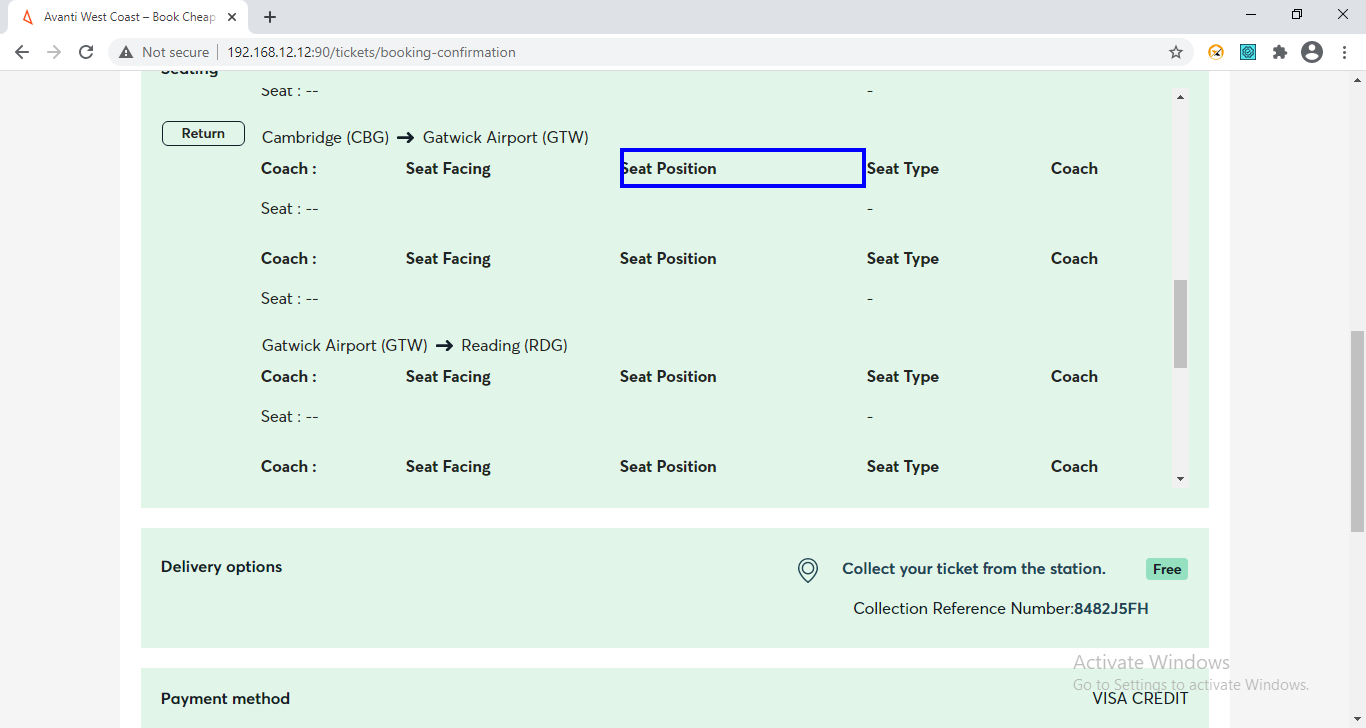 Avanti West Coast – Book Cheap
Not secure 192.168.12.12:90/tickets/booking-confirmation
Seating
Seat : -- -
Return Cambridge (CBG) → Gatwick Airport (GTW)
Coach : Seat Facing Seat Position Seat Type Coach
Seat : -- -
Coach : Seat Facing Seat Position Seat Type Coach
Seat : -- -
Gatwick Airport (GTW) → Reading (RDG)
Coach : Seat Facing Seat Position Seat Type Coach
Seat : -- -
Coach : Seat Facing Seat Position Seat Type Coach
Delivery options Collect your ticket from the station. Free
Collection Reference Number:8482J5FH
Activate Windows
Go to Settings to activate Windows.
Payment method VISA CREDIT